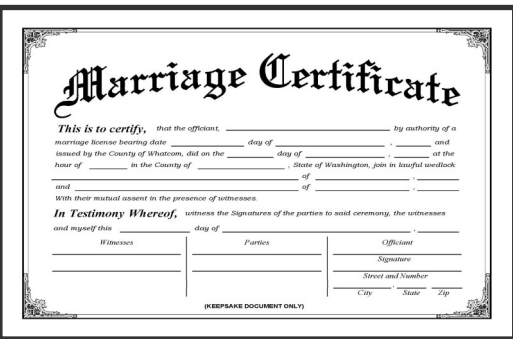 Marriage Certificate
This is to certify, that the officiant, by authority of a
marriage license bearing date day of , and
issued by the County of Whatcom, did on the day of , at the
hour of in the County of , State of Washington, join in lawful wedlock
of ,
and of ,
With their mutual assent in the presence of witnesses.
In Testimony Whereof, witness the Signatures of the parties to said ceremony, the witnesses
and myself this day of ,
Witnesses Parties Officiant
Signature
Street and Number
,
City State Zip
(KEEPSAKE DOCUMENT ONLY)